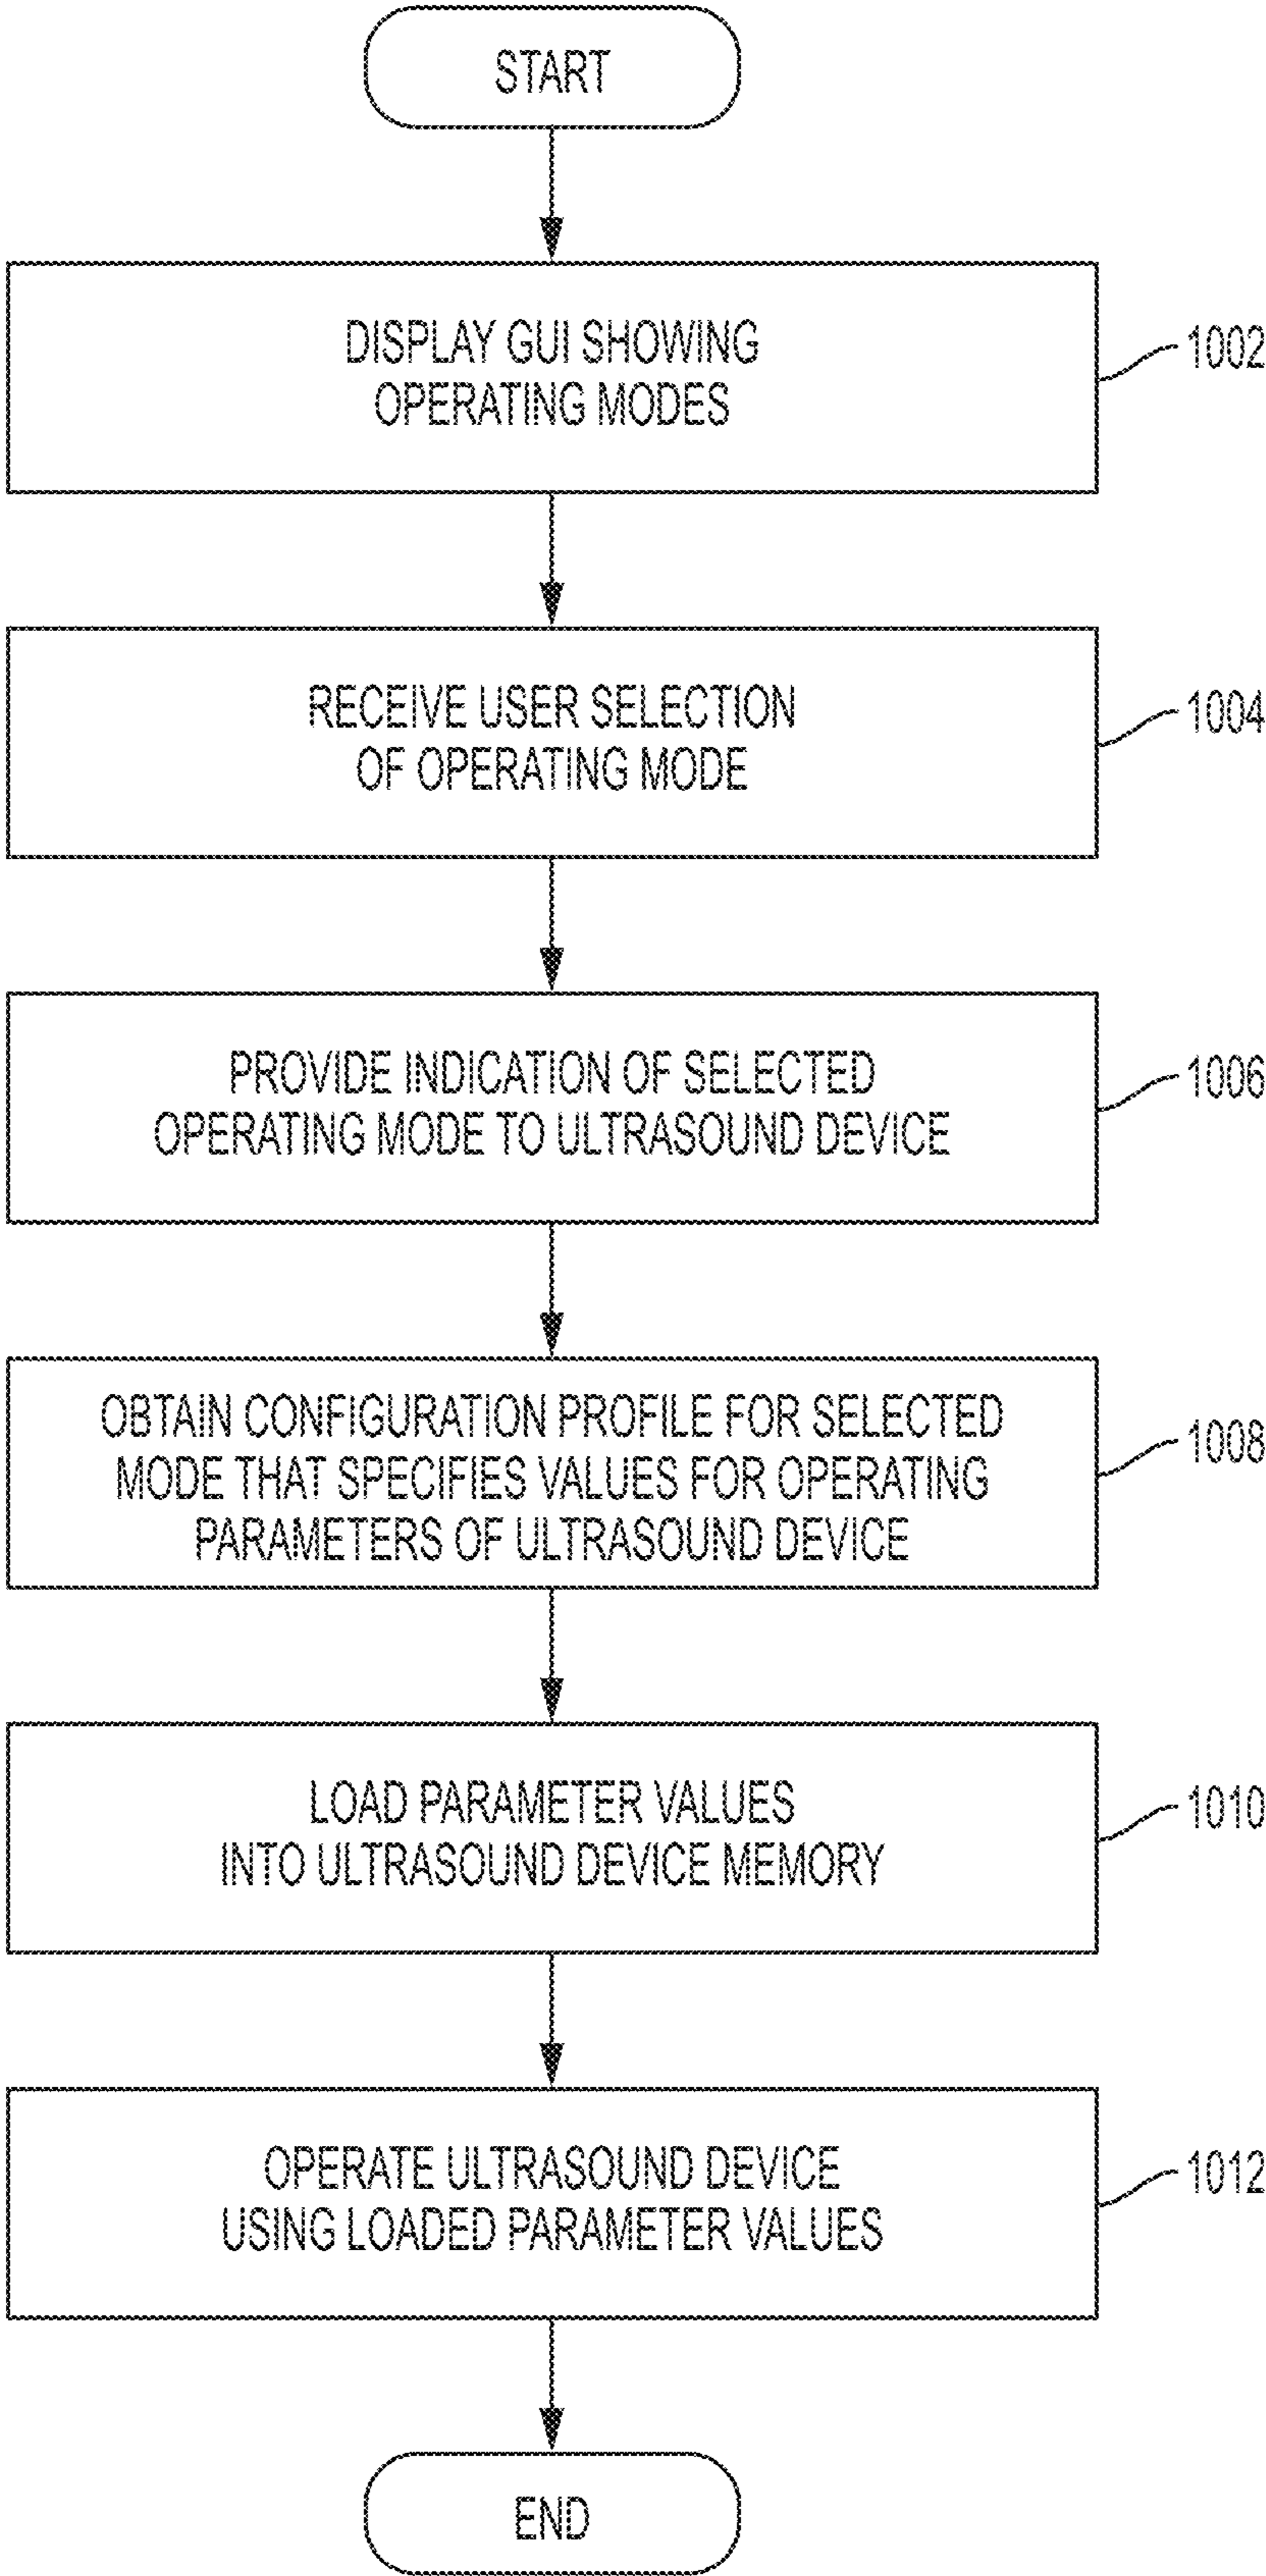 START
DISPLAY GUI SHOWING
OPERATING MODES
1002
RECEIVE USER SELECTION
OF OPERATING MODE
1004
PROVIDE INDICATION OF SELECTED
OPERATING MODE TO ULTRASOUND DEVICE
1006
OBTAIN CONFIGURATION PROFILE FOR SELECTED
MODE THAT SPECIFIES VALUES FOR OPERATING
PARAMETERS OF ULTRASOUND DEVICE
1008
LOAD PARAMETER VALUES
INTO ULTRASOUND DEVICE MEMORY
1010
OPERATE ULTRASOUND DEVICE
USING LOADED PARAMETER VALUES
1012
END